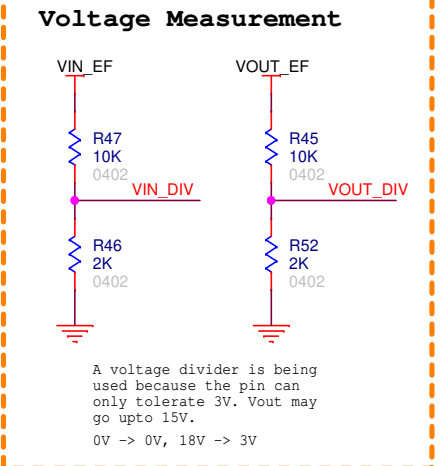 Voltage Measurement
VIN_EF
VOUT_EF
R47
10K
0402
VIN_DIV
R45
10K
0402
VOUT_DIV
R46
2K
0402
R52
2K
0402
A voltage divider is being
used because the pin can
only tolerate 3V. Vout may
go upto 15V.
0V -> 0V, 18V -> 3V